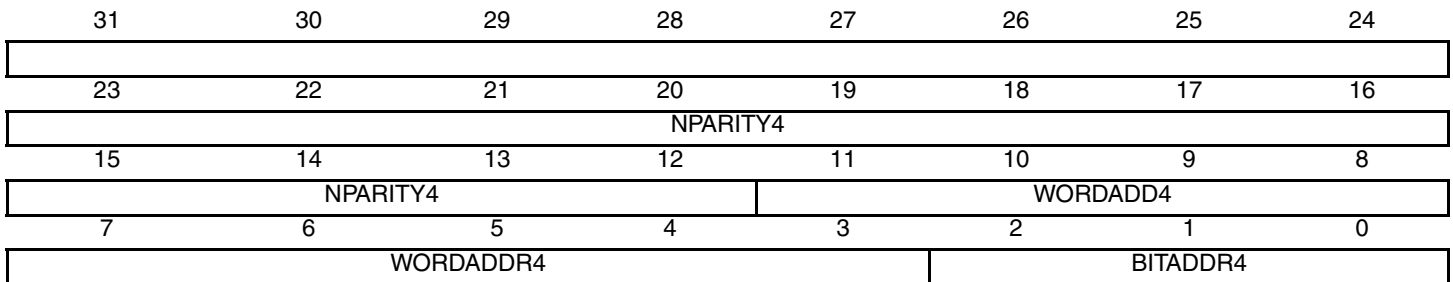 31 30 29 28 27 26 25 24
23 22 21 20 19 18 17 16
NPARITY4
15 14 13 12 11 10 9 8
NPARITY4 WORDADD4
7 6 5 4 3 2 1 0
WORDADDR4 BITADDR4